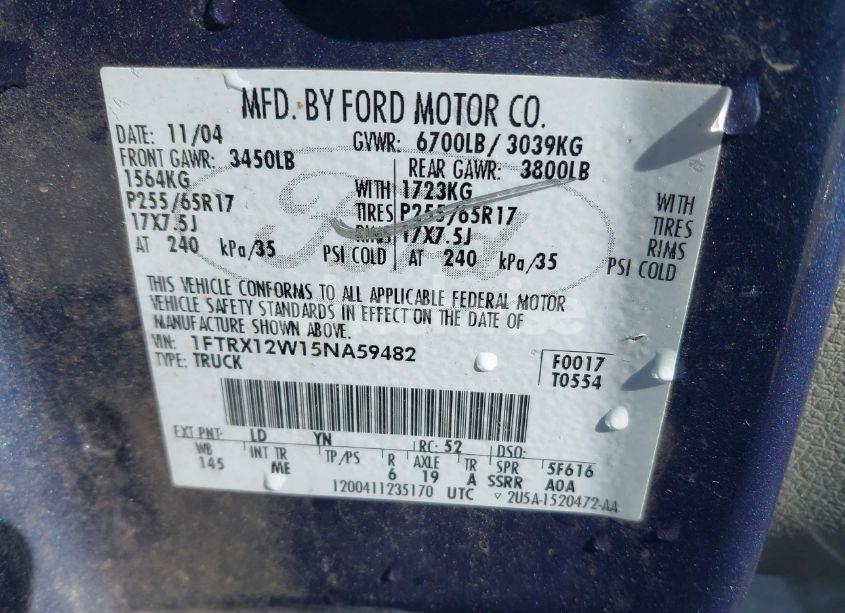 MFD. BY FORD MOTOR CO.
DATE: 11/04 GVWR: 6700LB/ 3039KG
FRONT GAWR: 3450LB REAR GAWR: 3800LB
1564KG WITH 1723KG WITH
P255/65R17 TIRES P255/65R17 TIRES
17X7.5J RIMS 17X7.5J RIMS
AT 240 kPa/35 PSI COLD AT 240 kPa/35 PSI COLD
THIS VEHICLE CONFORMS TO ALL APPLICABLE FEDERAL MOTOR
VEHICLE SAFETY STANDARDS IN EFFECT ON THE DATE OF
MANUFACTURE SHOWN ABOVE.
VIN: 1FTRX12W15NA59482 F0017
TYPE: TRUCK T0554
EXT PNT: LD YN RC: 52 DSO:
WB INT TR TP/PS R AXLE TR SPR 5F616
145 ME 6 19 A SSRR A0A
1200411235170 UTC 2U5A-1520472-AA